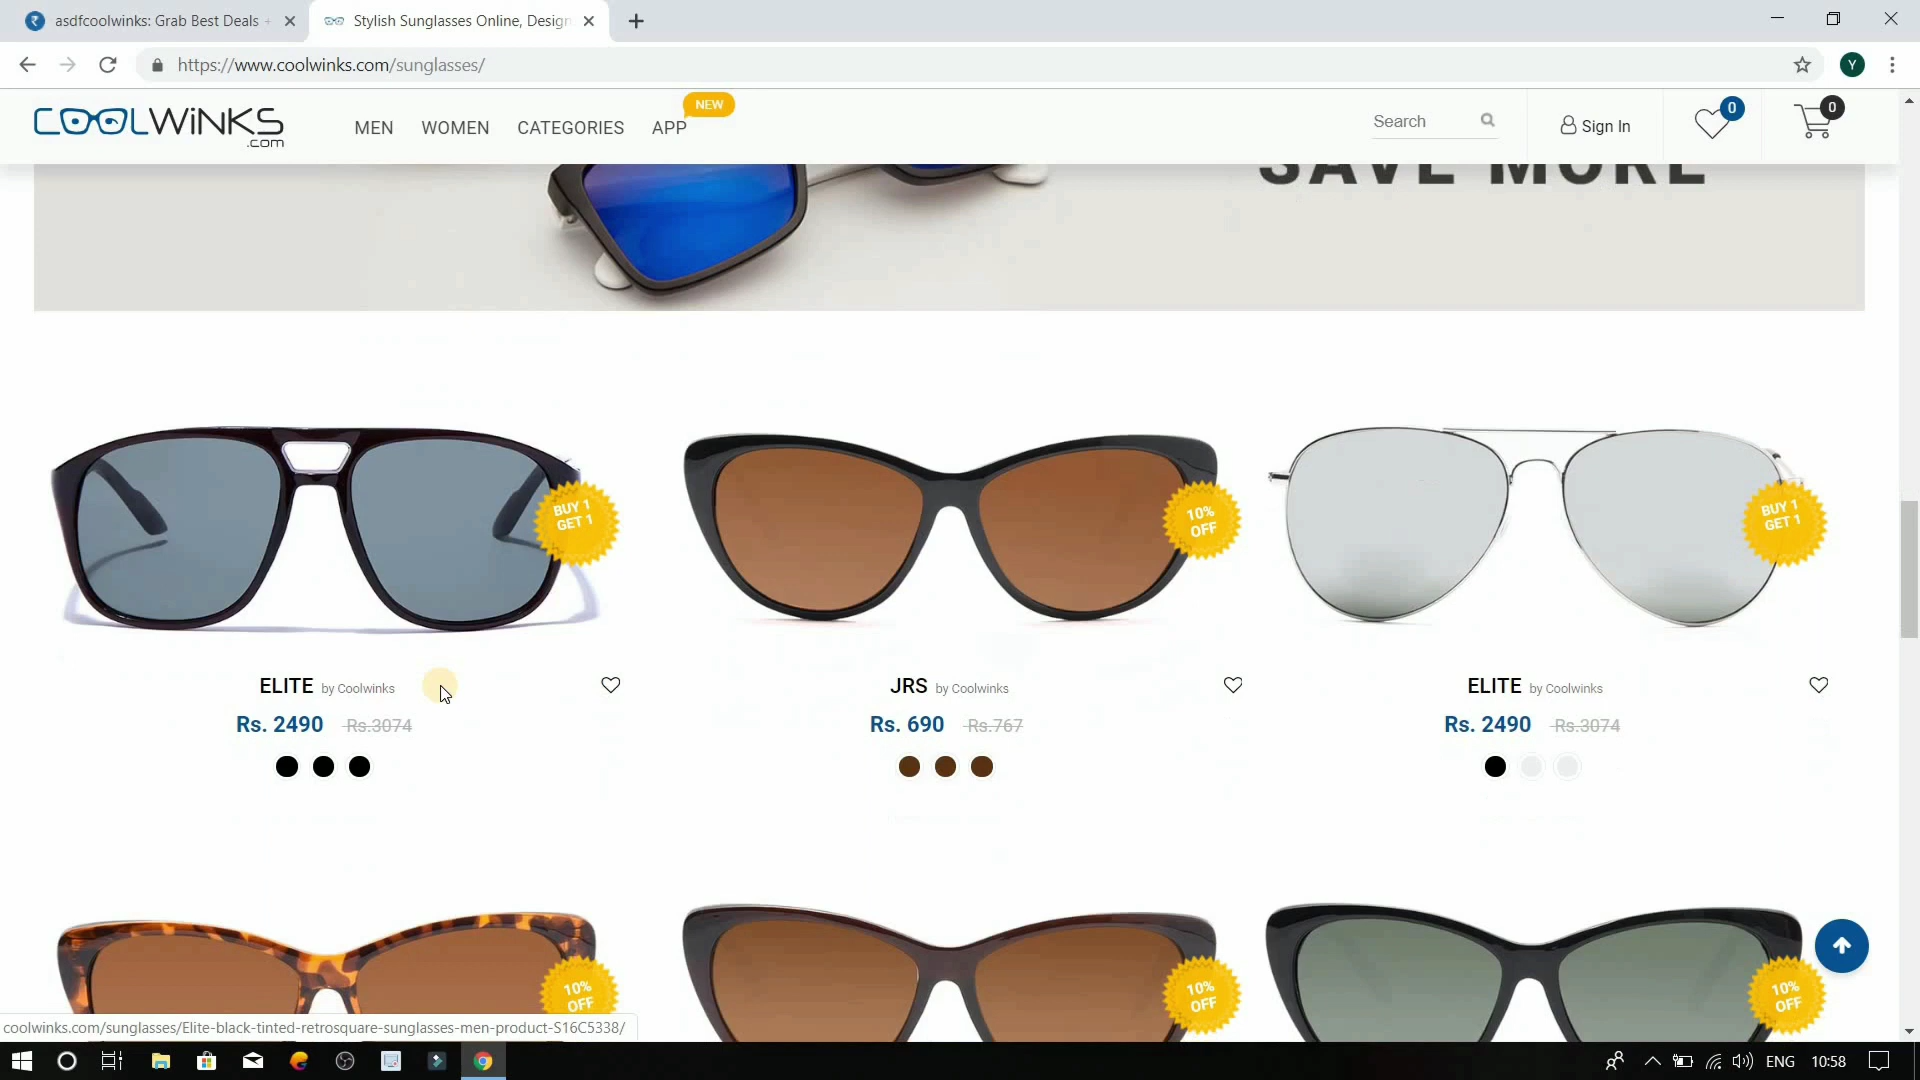 asdfcoolwinks: Grab Best Deals +
Stylish Sunglasses Online, Design
https://www.coolwinks.com/sunglasses/
Y
COOLWiNKS
.com
MEN
WOMEN
CATEGORIES
APP
NEW
Search
Sign In
0
0
SAVE MORE
BUY 1
GET 1
10%
OFF
BUY 1
GET 1
ELITE by Coolwinks
Rs. 2490 Rs.3074
JRS by Coolwinks
Rs. 690 Rs.767
ELITE by Coolwinks
Rs. 2490 Rs.3074
10%
OFF
10%
OFF
10%
OFF
coolwinks.com/sunglasses/Elite-black-tinted-retrosquare-sunglasses-men-product-S16C5338/
ENG
10:58